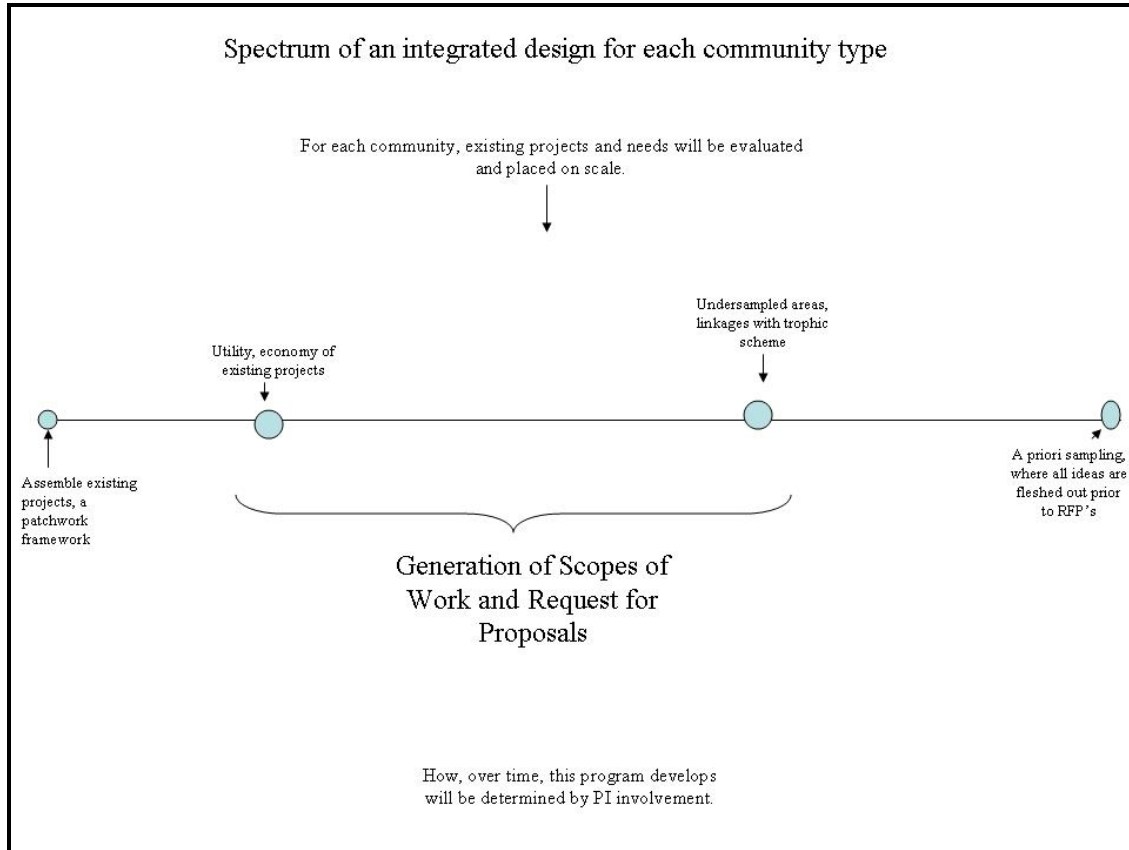 Spectrum of an integrated design for each community type
For each community, existing projects and needs will be evaluated
and placed on scale.
Undersampled areas,
linkages with trophic
scheme
Utility, economy of
existing projects
Assemble existing
projects, a
patchwork
framework
A priori sampling,
where all ideas are
fleshed out prior
to RFP's
Generation of Scopes of
Work and Request for
Proposals
How, over time, this program develops
will be determined by PI involvement.